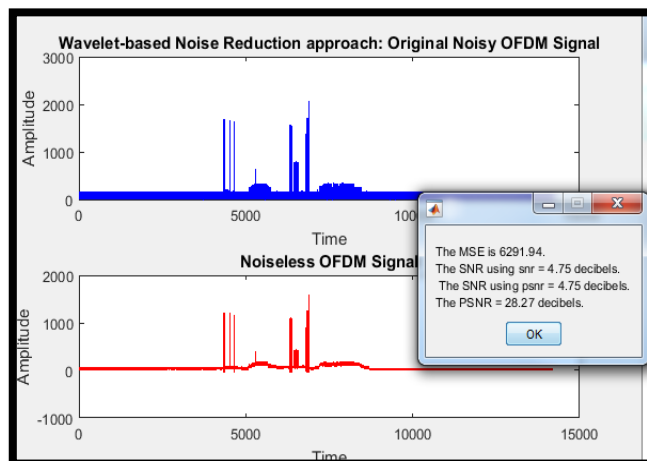 Wavelet-based Noise Reduction approach: Original Noisy OFDM Signal
3000
2000
1000
0
Amplitude
0
5000
Time
Noiseless OFDM Signal
2000
1000
0
-1000
Amplitude
0
5000
10000
15000
Time
The MSE is 6291.94.
The SNR using snr = 4.75 decibels.
The SNR using psnr = 4.75 decibels.
The PSNR = 28.27 decibels.
OK